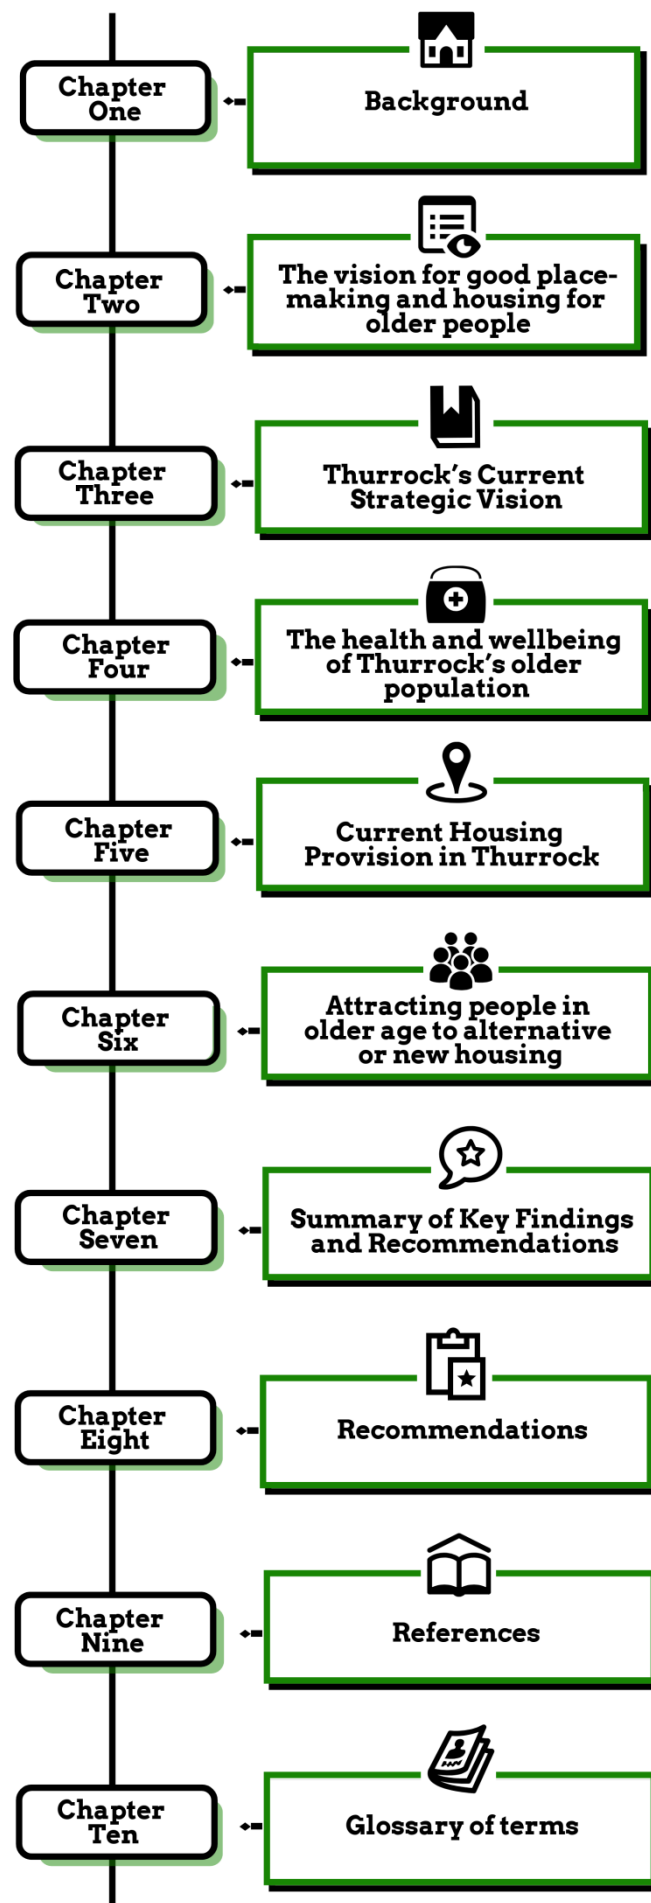 Chapter
One
Background
Chapter
Two
The vision for good place-
making and housing for
older people
Chapter
Three
Thurrock's Current
Strategic Vision
Chapter
Four
The health and wellbeing
of Thurrock's older
population
Chapter
Five
Current Housing
Provision in Thurrock
Chapter
Six
Attracting people in
older age to alternative
or new housing
Chapter
Seven
Summary of Key Findings
and Recommendations
Chapter
Eight
Recommendations
Chapter
Nine
References
Chapter
Ten
Glossary of terms